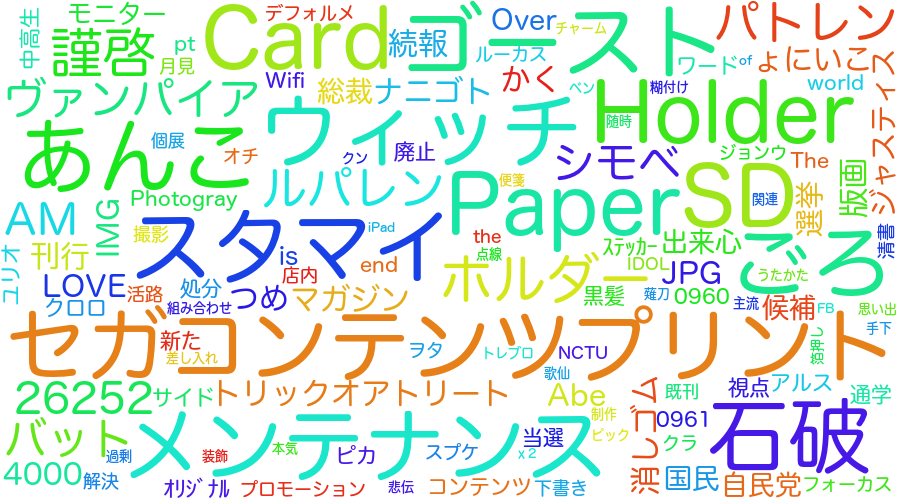 中高生
モニター
謹啓
pt
月見
デフォルメ
Card
続報
ゴースト
Over
ルーカス
チャーム
パトレン
ワード
of
よにいこ
world
ヴァンパイア
Wifi
総裁
ナニゴト
かく
ベン
糊付け
Holder
ジャスティス
あんこ
個展
オチ
ウィッチ
クン
廃止
シモベ
随時
ジョンウ
The
版画
Photogray
ルパレン
便箋
Paper
SD
関連
選挙
AM
IMG
撮影
iPad
the
点線
ステッカー
出来心
ごろ
清書
ユリオ
刊行
スタマイ
is
店内
end
ホルダー
IDOL
JPG
うたかた
LOVE
活路
処分
つめ
マガジン
黒髪
薙刀
0960
主流
候補
FB
思い出
クロロ
組み合わせ
新た
差し入れ
セガコンテンツプリント
ヲタ
トレプロ
NCTU
箔押し
手下
26252
サイド
トリックオアトリート
歌仙
Abe
制作
消しゴム
既刊
視点
アルス
通学
バット
過剰
装飾
メンテナンス
本気
ピカ
スプケ
当選
x2
ピック
0961
クラ
石破
4000
解決
オリジナル
プロモーション
悲伝
コンテンツ
下書き
国民
自民党
フォーカス